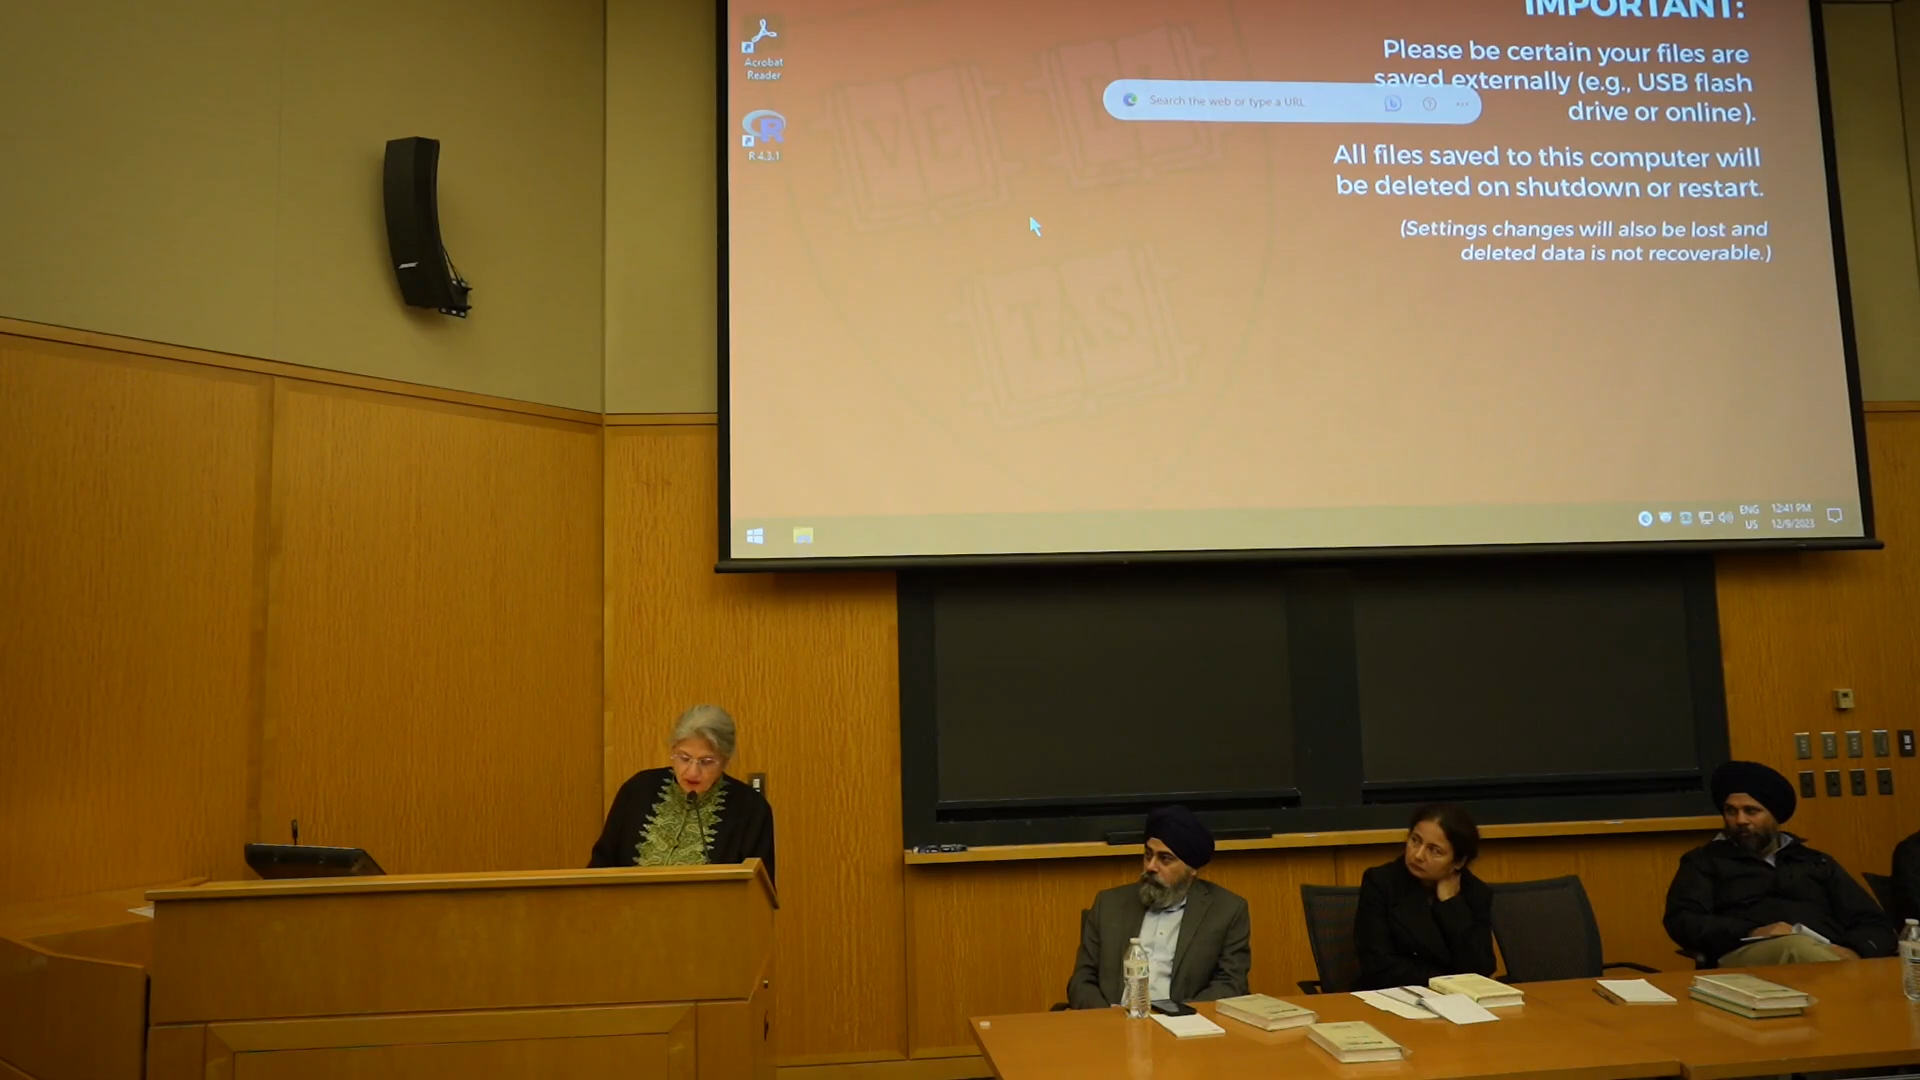 IMPORTANT:
Please be certain your files are
saved externally (e.g., USB flash
drive or online).
All files saved to this computer will
be deleted on shutdown or restart.
(Settings changes will also be lost and
deleted data is not recoverable.)
Search the web or type a URL
Acrobat
Reader
R 4.3.1
VE
RI
TAS
ENG
US
12:41 PM
12/9/2023
BOSE